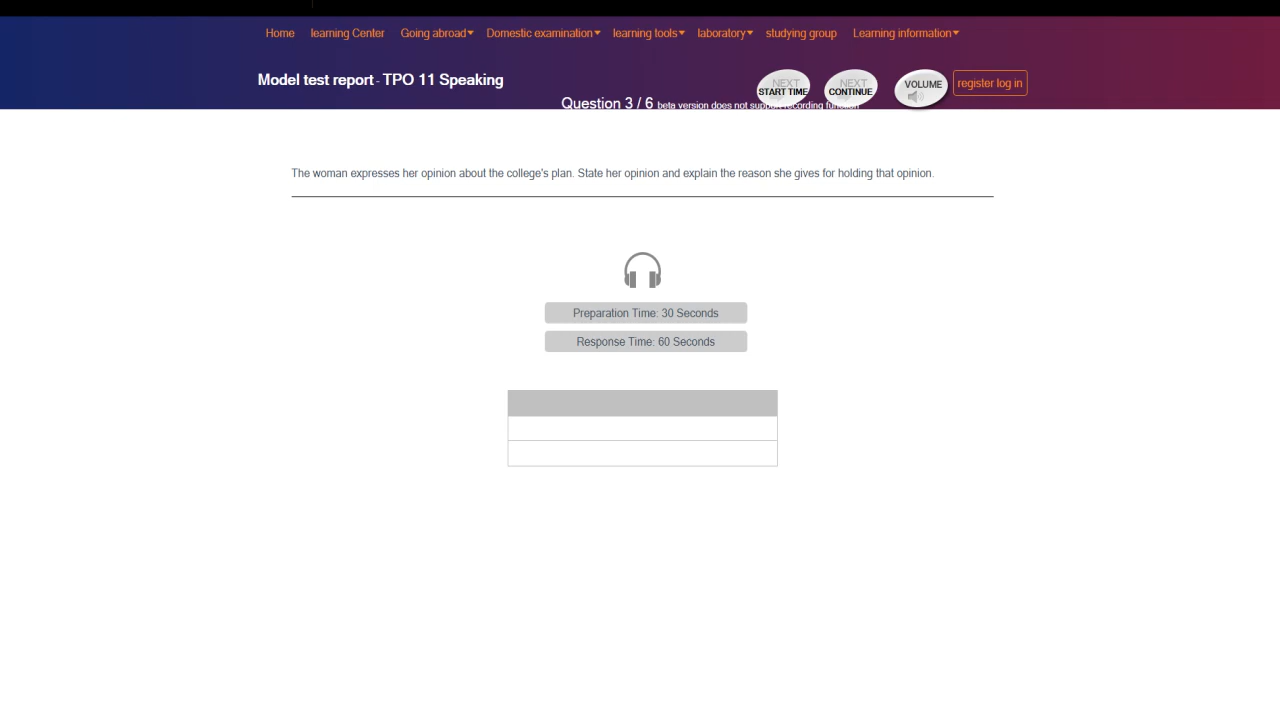 Home learning Center Going abroad Domestic examination learning tools laboratory studying group Learning information
Model test report - TPO 11 Speaking
NEXT
START TIME
NEXT
CONTINUE
VOLUME
register log in
Question 3 / 6 beta version does not support recording function
The woman expresses her opinion about the college's plan. State her opinion and explain the reason she gives for holding that opinion.
Preparation Time: 30 Seconds
Response Time: 60 Seconds